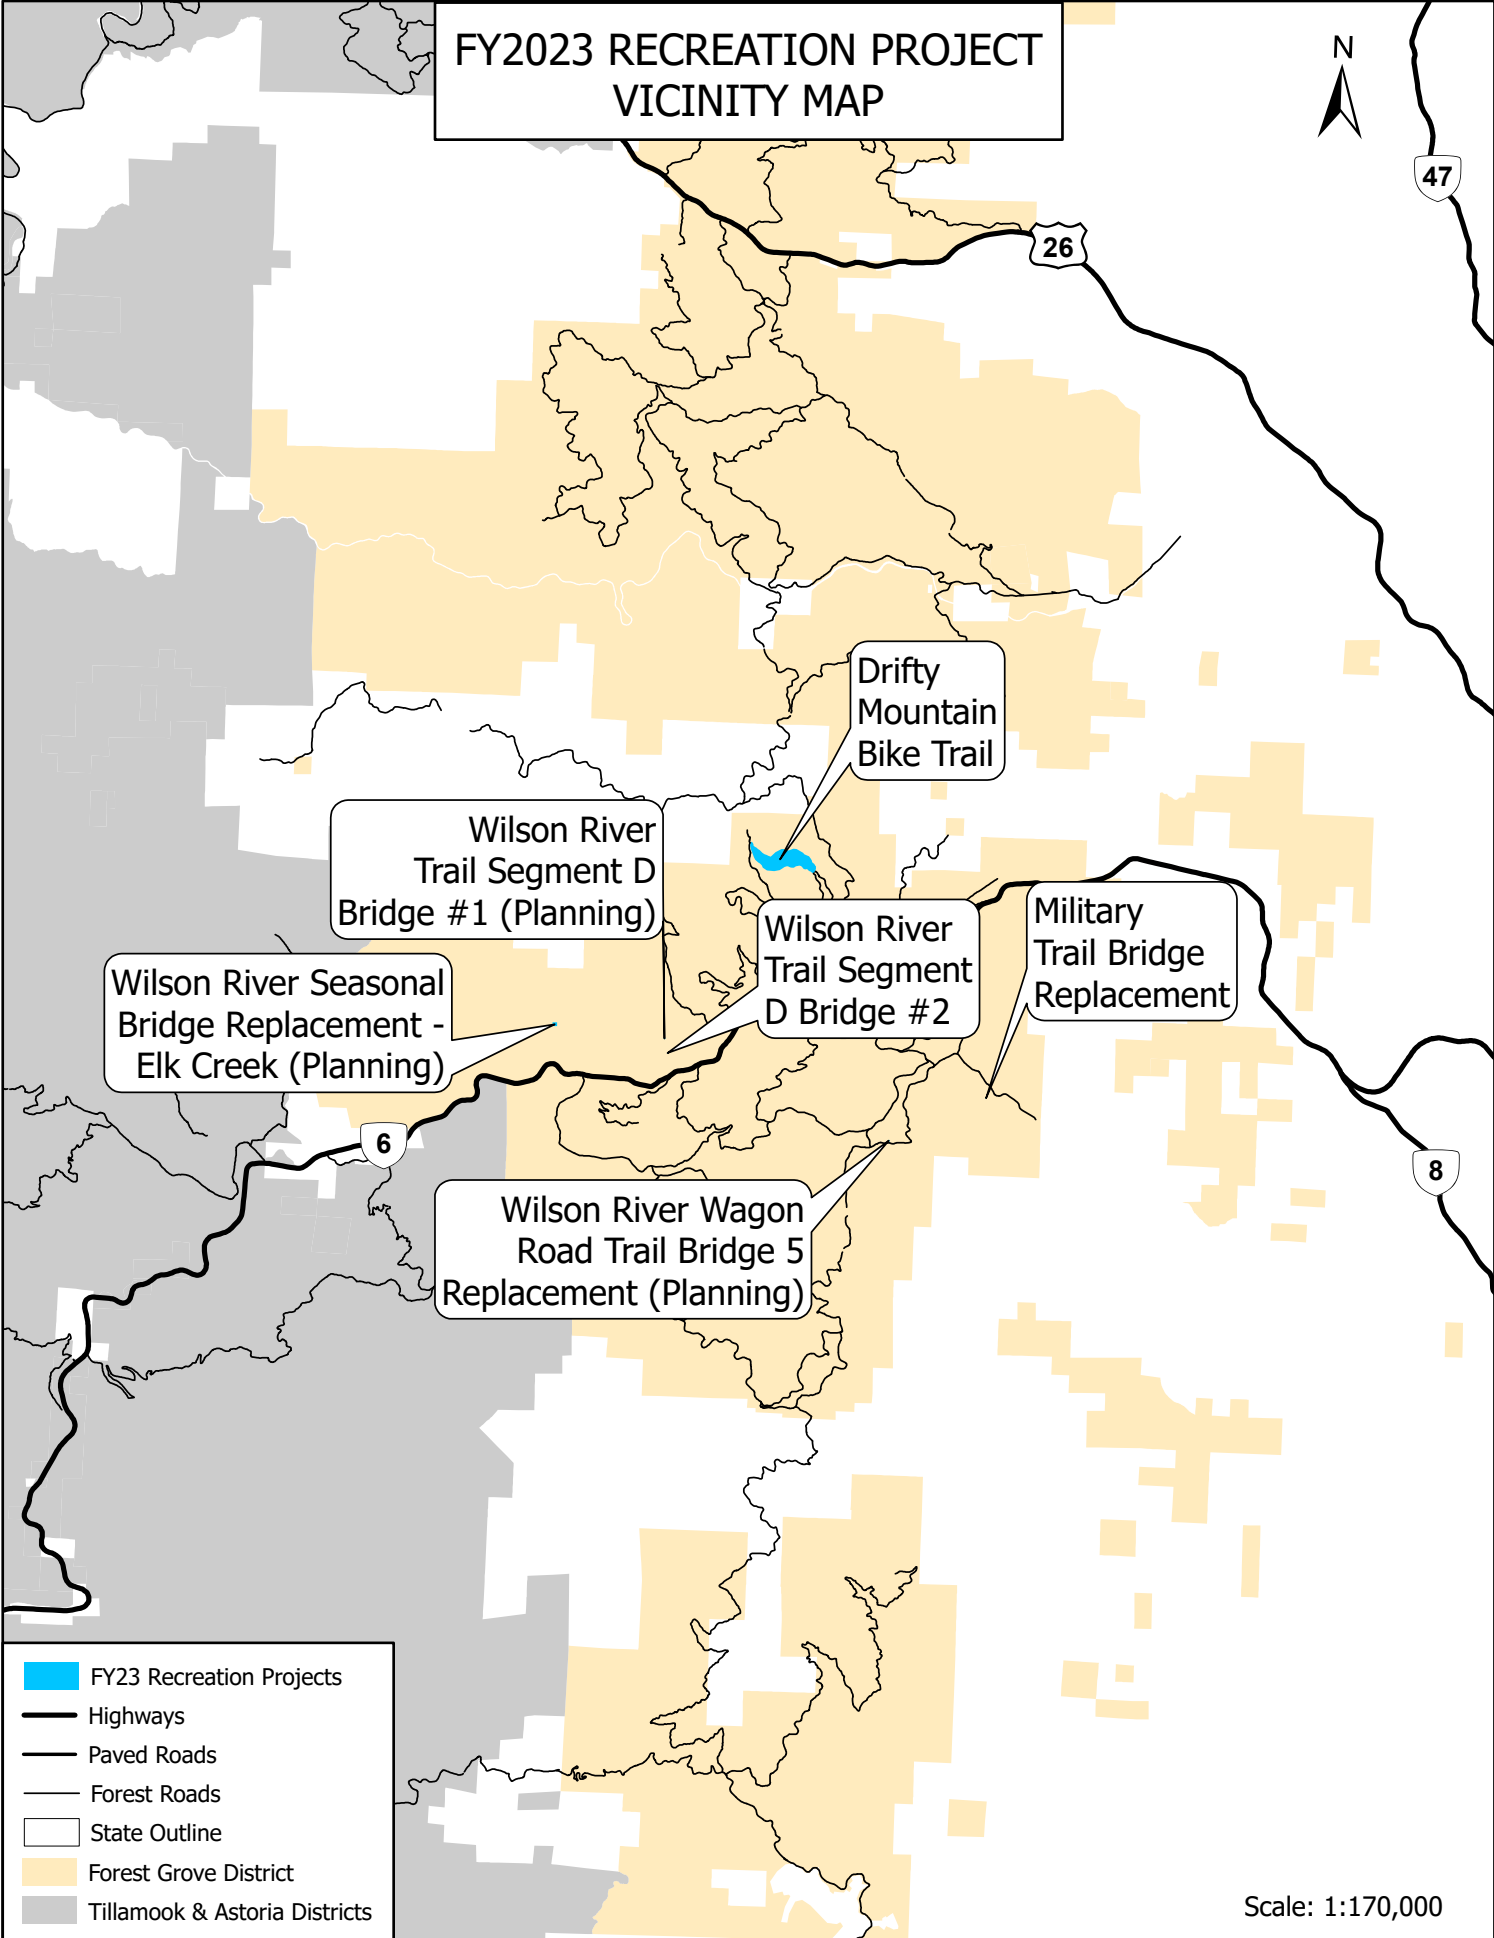 FY2023 RECREATION PROJECT
VICINITY MAP
N
47
26
Drifty
Mountain
Bike Trail
Wilson River
Trail Segment D
Bridge #1 (Planning)
Wilson River
Trail Segment
D Bridge #2
Military
Trail Bridge
Replacement
Wilson River Seasonal
Bridge Replacement -
Elk Creek (Planning)
6
8
Wilson River Wagon
Road Trail Bridge 5
Replacement (Planning)
FY23 Recreation Projects
Highways
Paved Roads
Forest Roads
State Outline
Forest Grove District
Tillamook & Astoria Districts
Scale: 1:170,000